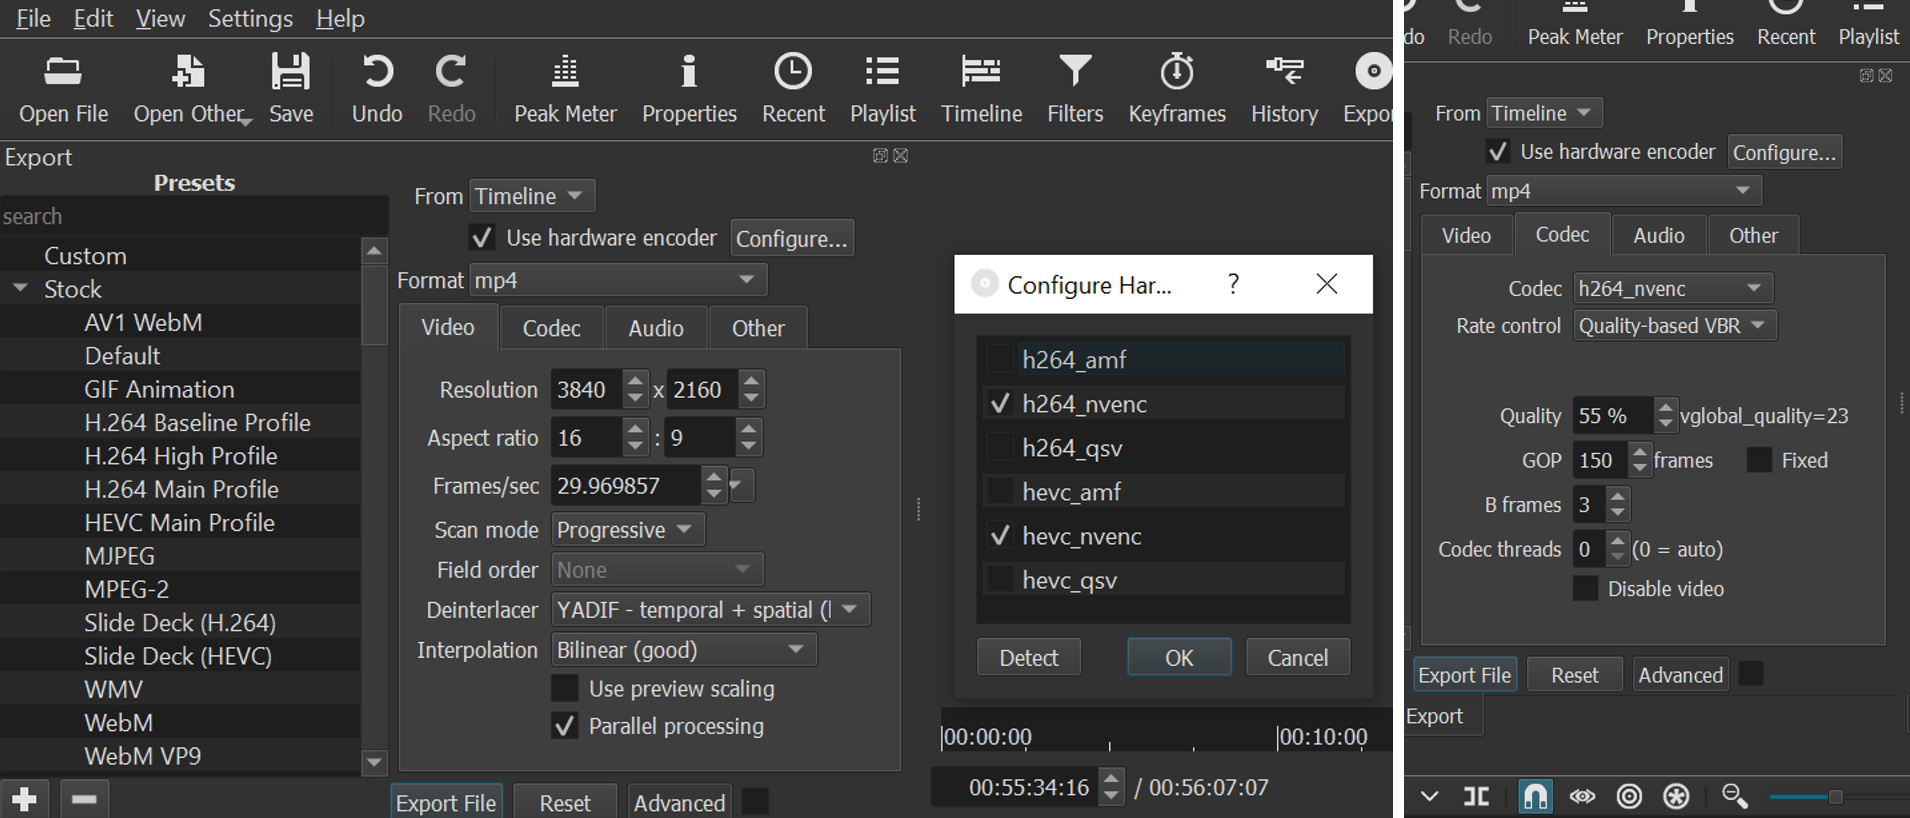 File Edit View Settings Help
Open File Open Other Save Undo Redo Peak Meter Properties Recent Playlist Timeline Filters Keyframes History Expor
Export
Presets
search
Custom
Stock
AV1 WebM
Default
GIF Animation
H.264 Baseline Profile
H.264 High Profile
H.264 Main Profile
HEVC Main Profile
MJPEG
MPEG-2
Slide Deck (H.264)
Slide Deck (HEVC)
WMV
WebM
WebM VP9
From Timeline
Use hardware encoder Configure...
Format mp4
Video Codec Audio Other
Resolution 3840 x 2160
Aspect ratio 16 : 9
Frames/sec 29.969857
Scan mode Progressive
Field order None
Deinterlacer YADIF - temporal + spatial (
Interpolation Bilinear (good)
Use preview scaling
Parallel processing
Export File Reset Advanced
Configure Har... ?
h264_amf
h264_nvenc
h264_qsv
hevc_amf
hevc_nvenc
hevc_qsv
Detect OK Cancel
00:00:00 00:10:00
00:55:34:16 / 00:56:07:07
do Redo Peak Meter Properties Recent Playlist
From Timeline
Use hardware encoder Configure...
Format mp4
Video Codec Audio Other
Codec h264_nvenc
Rate control Quality-based VBR
Quality 55 % vglobal_quality=23
GOP 150 frames Fixed
B frames 3
Codec threads 0 (0 = auto)
Disable video
Export File Reset Advanced
Export